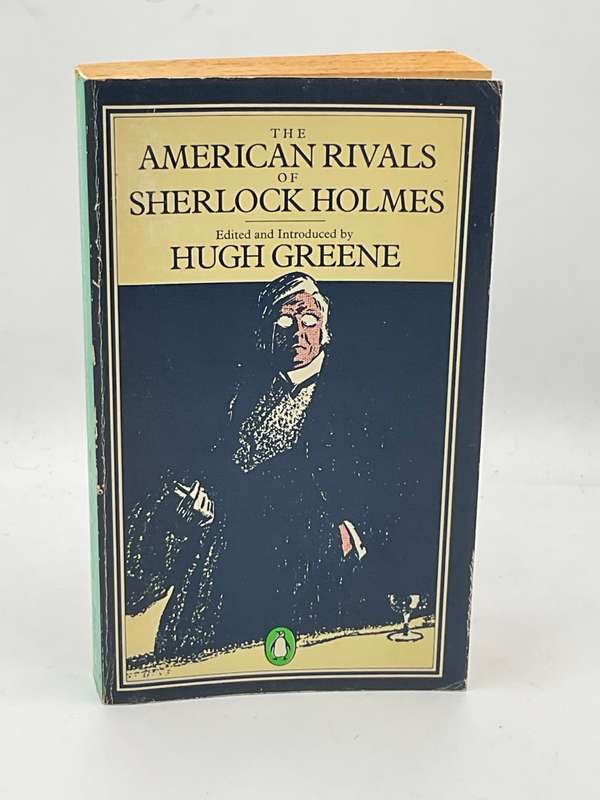 THE
AMERICAN RIVALS
OF
SHERLOCK HOLMES
Edited and Introduced by
HUGH GREENE